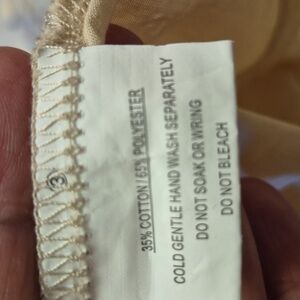 35% COTTON / 65% POLYESTER
COLD GENTLE HAND WASH SEPARATELY
DO NOT SOAK OR WRING
DO NOT BLEACH
3